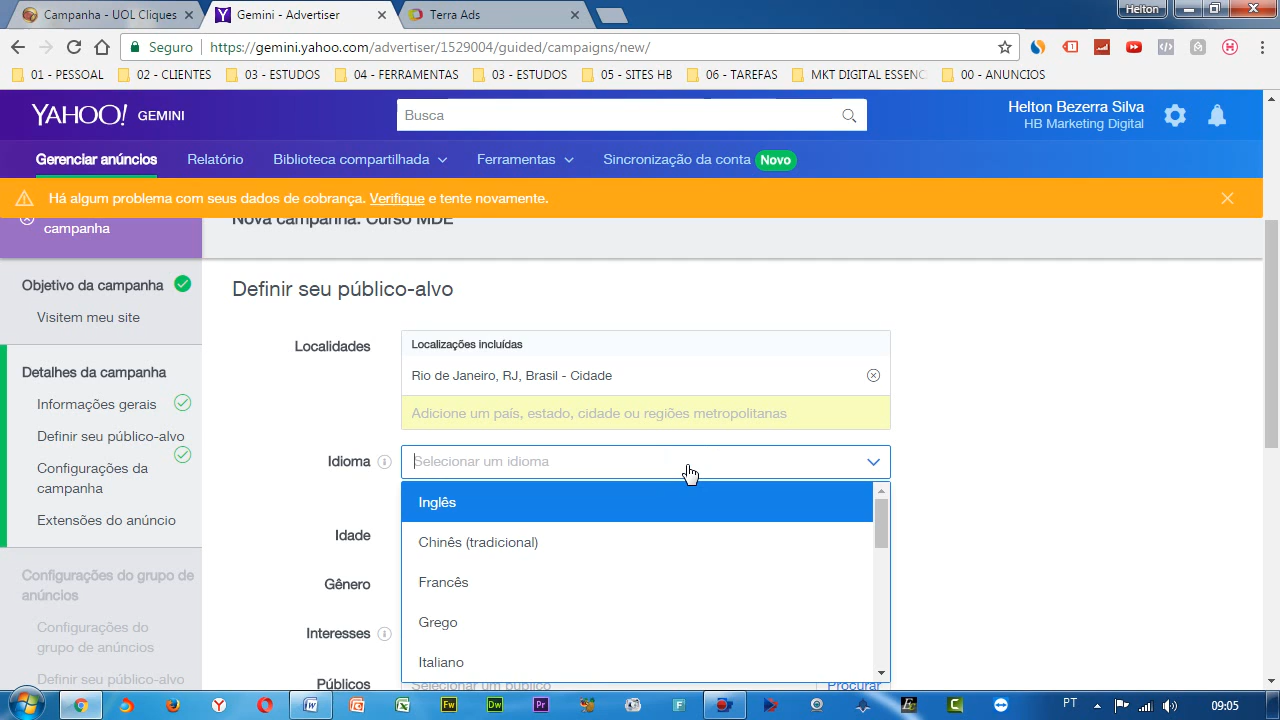 Campanha - UOL Cliques
Gemini - Advertiser
Terra Ads
Helton
Seguro
https://gemini.yahoo.com/advertiser/1529004/guided/campaigns/new/
01 - PESSOAL
02 - CLIENTES
03 - ESTUDOS
04 - FERRAMENTAS
03 - ESTUDOS
05 - SITES HB
06 - TAREFAS
MKT DIGITAL ESSENC
00 - ANUNCIOS
YAHOO! GEMINI
Busca
Helton Bezerra Silva
HB Marketing Digital
Gerenciar anúncios
Relatório
Biblioteca compartilhada
Ferramentas
Sincronização da conta Novo
Há algum problema com seus dados de cobrança. Verifique e tente novamente.
campanha
Nova campanha: Curso MDE
Objetivo da campanha
Visitem meu site
Detalhes da campanha
Informações gerais
Definir seu público-alvo
Configurações da
campanha
Extensões do anúncio
Configurações do grupo de
anúncios
Configurações do
grupo de anúncios
Definir seu público-alvo
Definir seu público-alvo
Localidades
Localizações incluídas
Rio de Janeiro, RJ, Brasil - Cidade
Adicione um país, estado, cidade ou regiões metropolitanas
Idioma
Selecionar um idioma
Inglês
Chinês (tradicional)
Francês
Grego
Italiano
Idade
Gênero
Interesses
Públicos
Selecionar um público
Procurar
PT
09:05